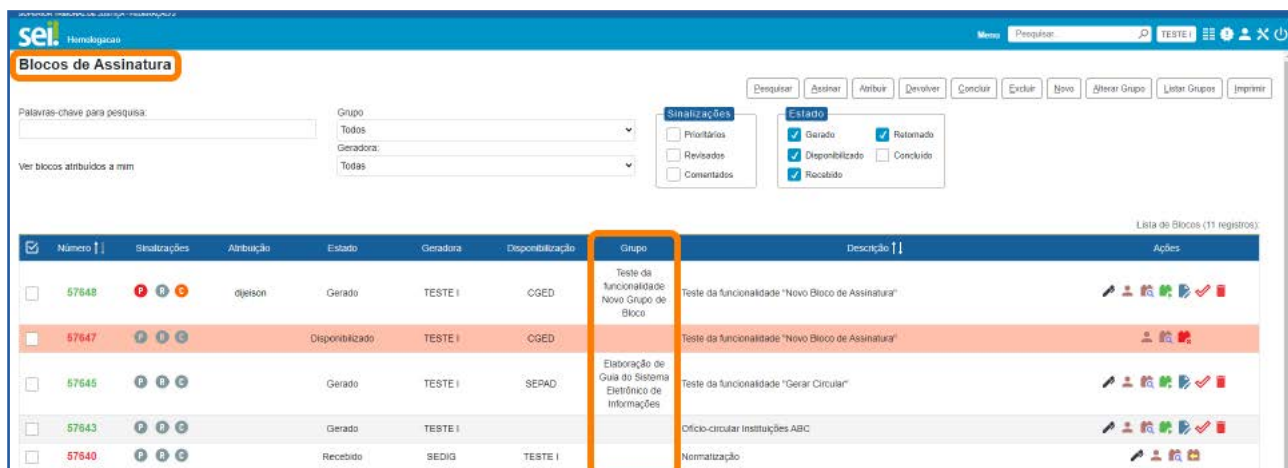 sei!
Homologacao
Menu
Pesquisar...
TESTE I
Blocos de Assinatura
Pesquisar Assinar Atribuir Devolver Concluir Excluir Novo Alterar Grupo Listar Grupos Imprimir
Palavras-chave para pesquisa:
Ver blocos atribuídos a mim
Grupo
Todos
Geradora:
Todas
Sinalizações
Prioritários
Revisados
Comentados
Estado
Gerado Retornado
Disponibilizado Concluído
Recebido
Lista de Blocos (11 registros):
Número Sinalizações Atribuição Estado Geradora Disponibilização Grupo Descrição Ações
57648 P R C dijeison Gerado TESTE I CGED Teste da funcionalidade Novo Grupo de Bloco Teste da funcionalidade "Novo Bloco de Assinatura"
57647 P R C Disponibilizado TESTE I CGED Teste da funcionalidade "Novo Bloco de Assinatura"
57645 P R C Gerado TESTE I SEPAD Elaboração de Guia do Sistema Eletrônico de Informações Teste da funcionalidade "Gerar Circular"
57643 P R C Gerado TESTE I Ofício-circular Instituições ABC
57640 P R C Recebido SEDIG TESTE I Normatização